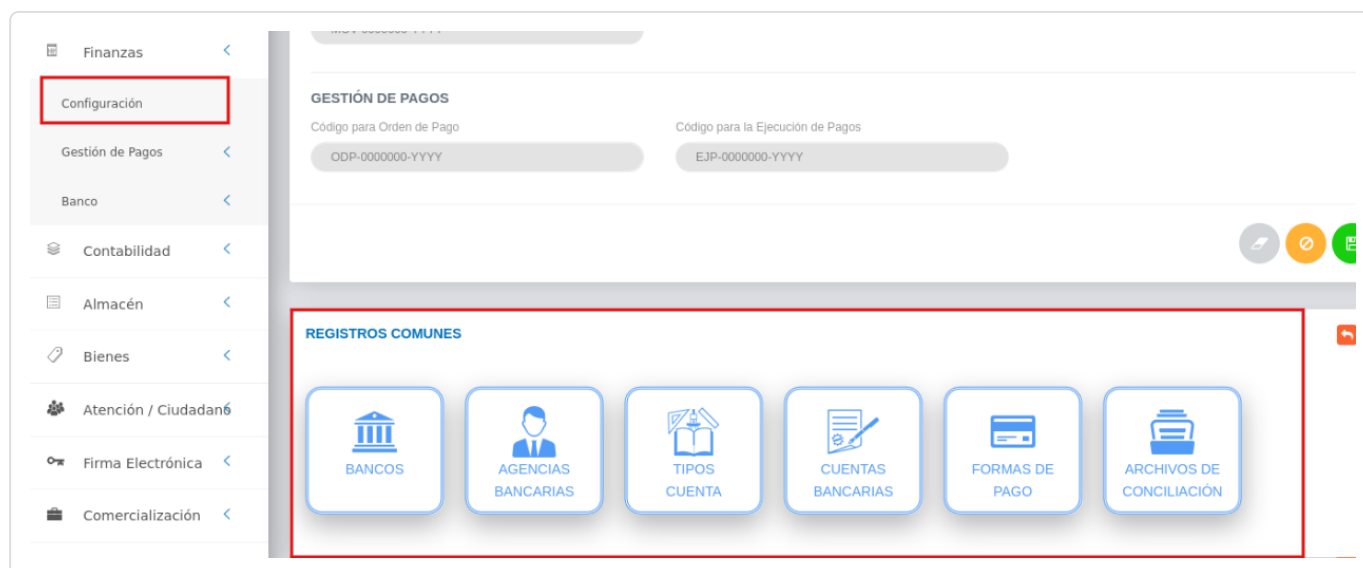 Finanzas
Configuración
Gestión de Pagos
Banco
Contabilidad
Almacén
Bienes
Atención / Ciudadano
Firma Electrónica
Comercialización
GESTIÓN DE PAGOS
Código para Orden de Pago
Código para la Ejecución de Pagos
ODP-0000000-YYYY
EJP-0000000-YYYY
REGISTROS COMUNES
BANCOS
AGENCIAS
BANCARIAS
TIPOS
CUENTA
CUENTAS
BANCARIAS
FORMAS DE
PAGO
ARCHIVOS DE
CONCILIACIÓN